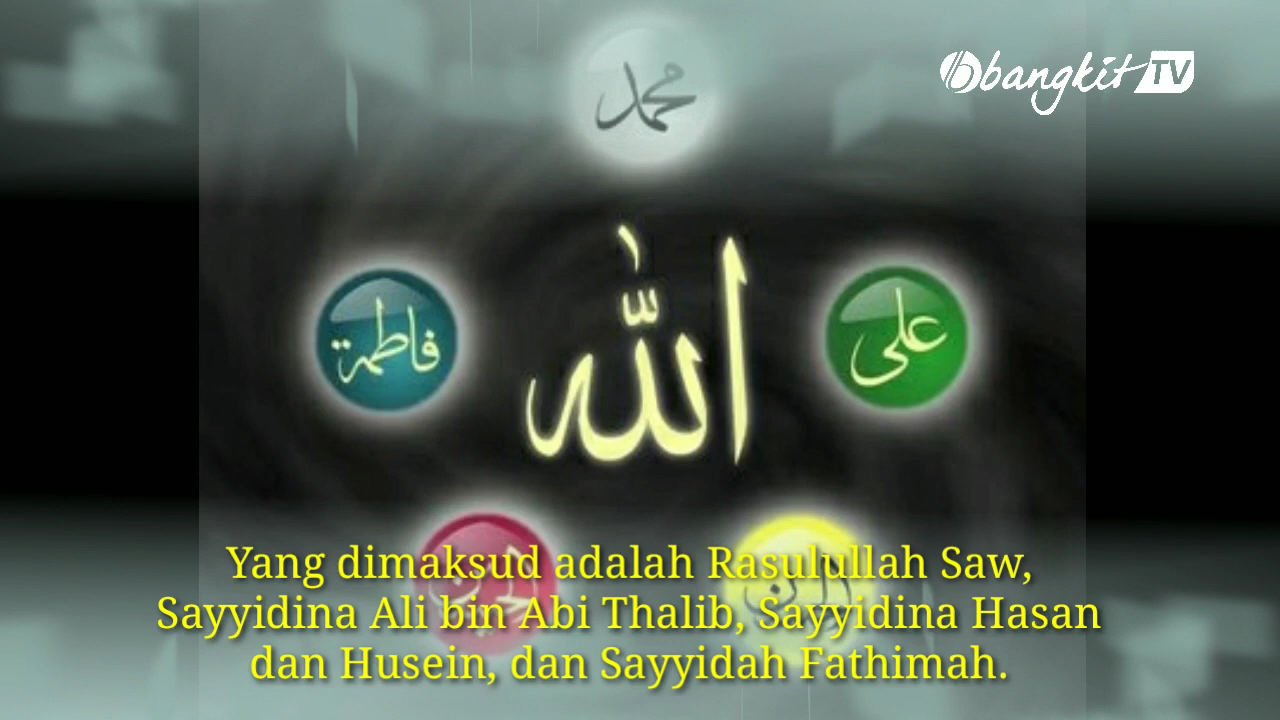 محمد
bangkit TV
الله
علی
فاطمة
Yang dimaksud adalah Rasulullah Saw,
Sayyidina Ali bin Abi Thalib, Sayyidina Hasan
dan Husein, dan Sayyidah Fathimah.